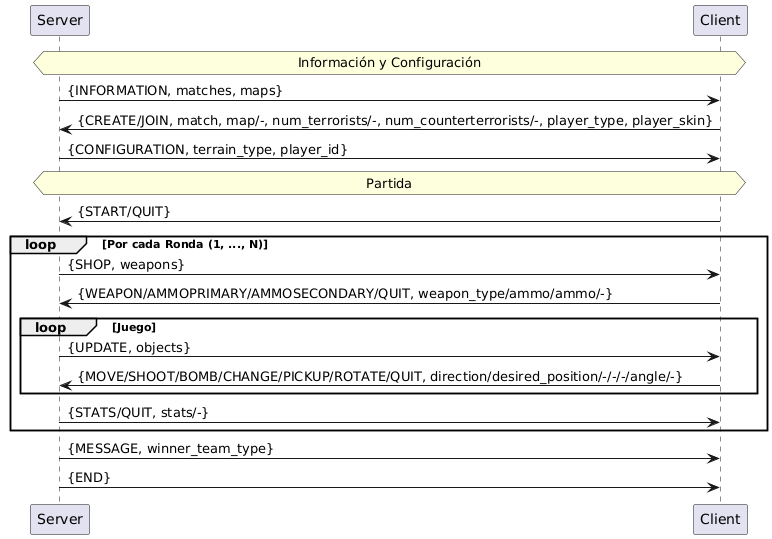 Server Client
Información y Configuración
{INFORMATION, matches, maps}
{CREATE/JOIN, match, map/-, num_terrorists/-, num_counterterrorists/-, player_type, player_skin}
{CONFIGURATION, terrain_type, player_id}
Partida
{START/QUIT}
loop [Por cada Ronda (1, ..., N)]
{SHOP, weapons}
{WEAPON/AMMOPRIMARY/AMMOSECONDARY/QUIT, weapon_type/ammo/ammo/-}
loop [Juego]
{UPDATE, objects}
{MOVE/SHOOT/BOMB/CHANGE/PICKUP/ROTATE/QUIT, direction/desired_position/-/-/-/angle/-}
{STATS/QUIT, stats/-}
{MESSAGE, winner_team_type}
{END}
Server Client